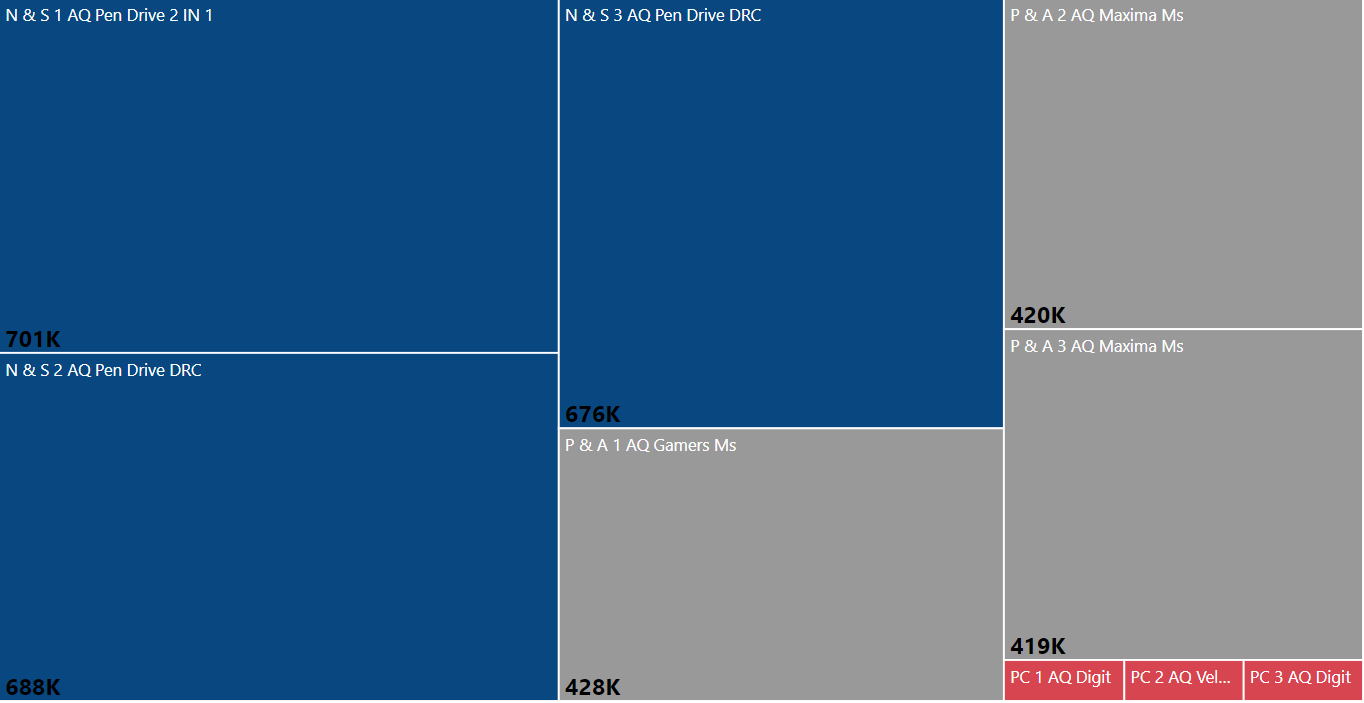 N & S 1 AQ Pen Drive 2 IN 1
701K
N & S 2 AQ Pen Drive DRC
688K
N & S 3 AQ Pen Drive DRC
676K
P & A 1 AQ Gamers Ms
428K
P & A 2 AQ Maxima Ms
420K
P & A 3 AQ Maxima Ms
419K
PC 1 AQ Digit
PC 2 AQ Vel...
PC 3 AQ Digit